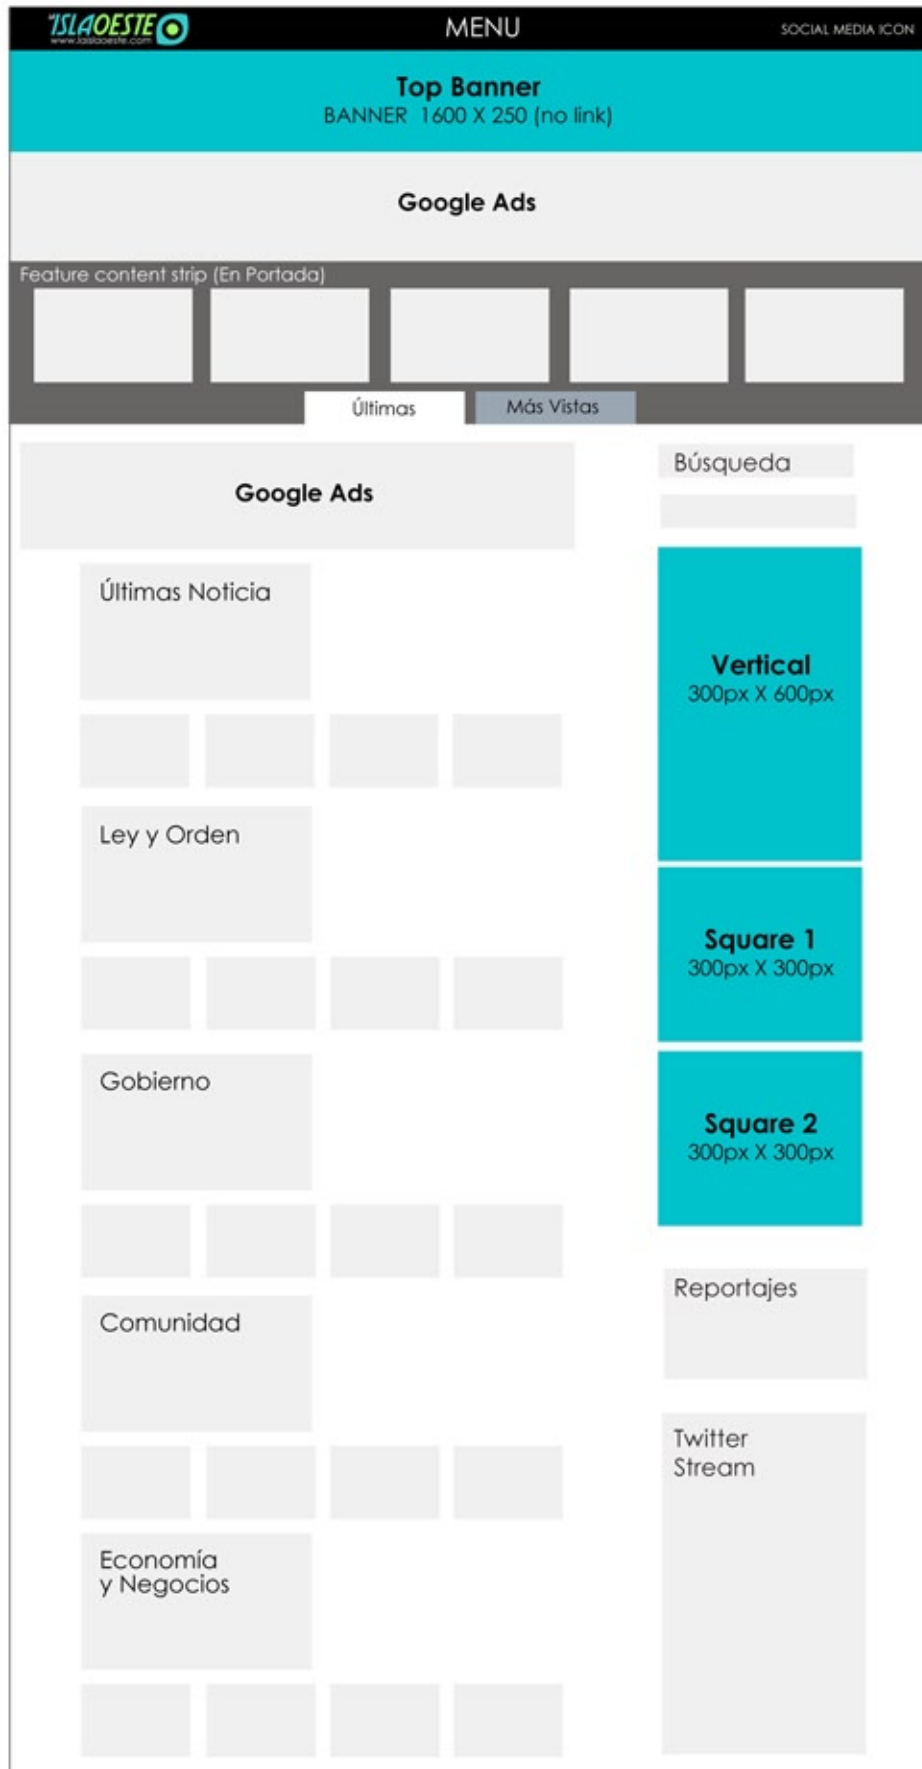 ISLAOESTE
MENU
SOCIAL MEDIA ICON
Top Banner
BANNER 1600 X 250 (no link)
Google Ads
Feature content strip (En Portada)
Últimas
Más Vistas
Google Ads
Búsqueda
Últimas Noticia
Vertical
300px X 600px
Ley y Orden
Square 1
300px X 300px
Gobierno
Square 2
300px X 300px
Reportajes
Comunidad
Twitter
Stream
Economía
y Negocios